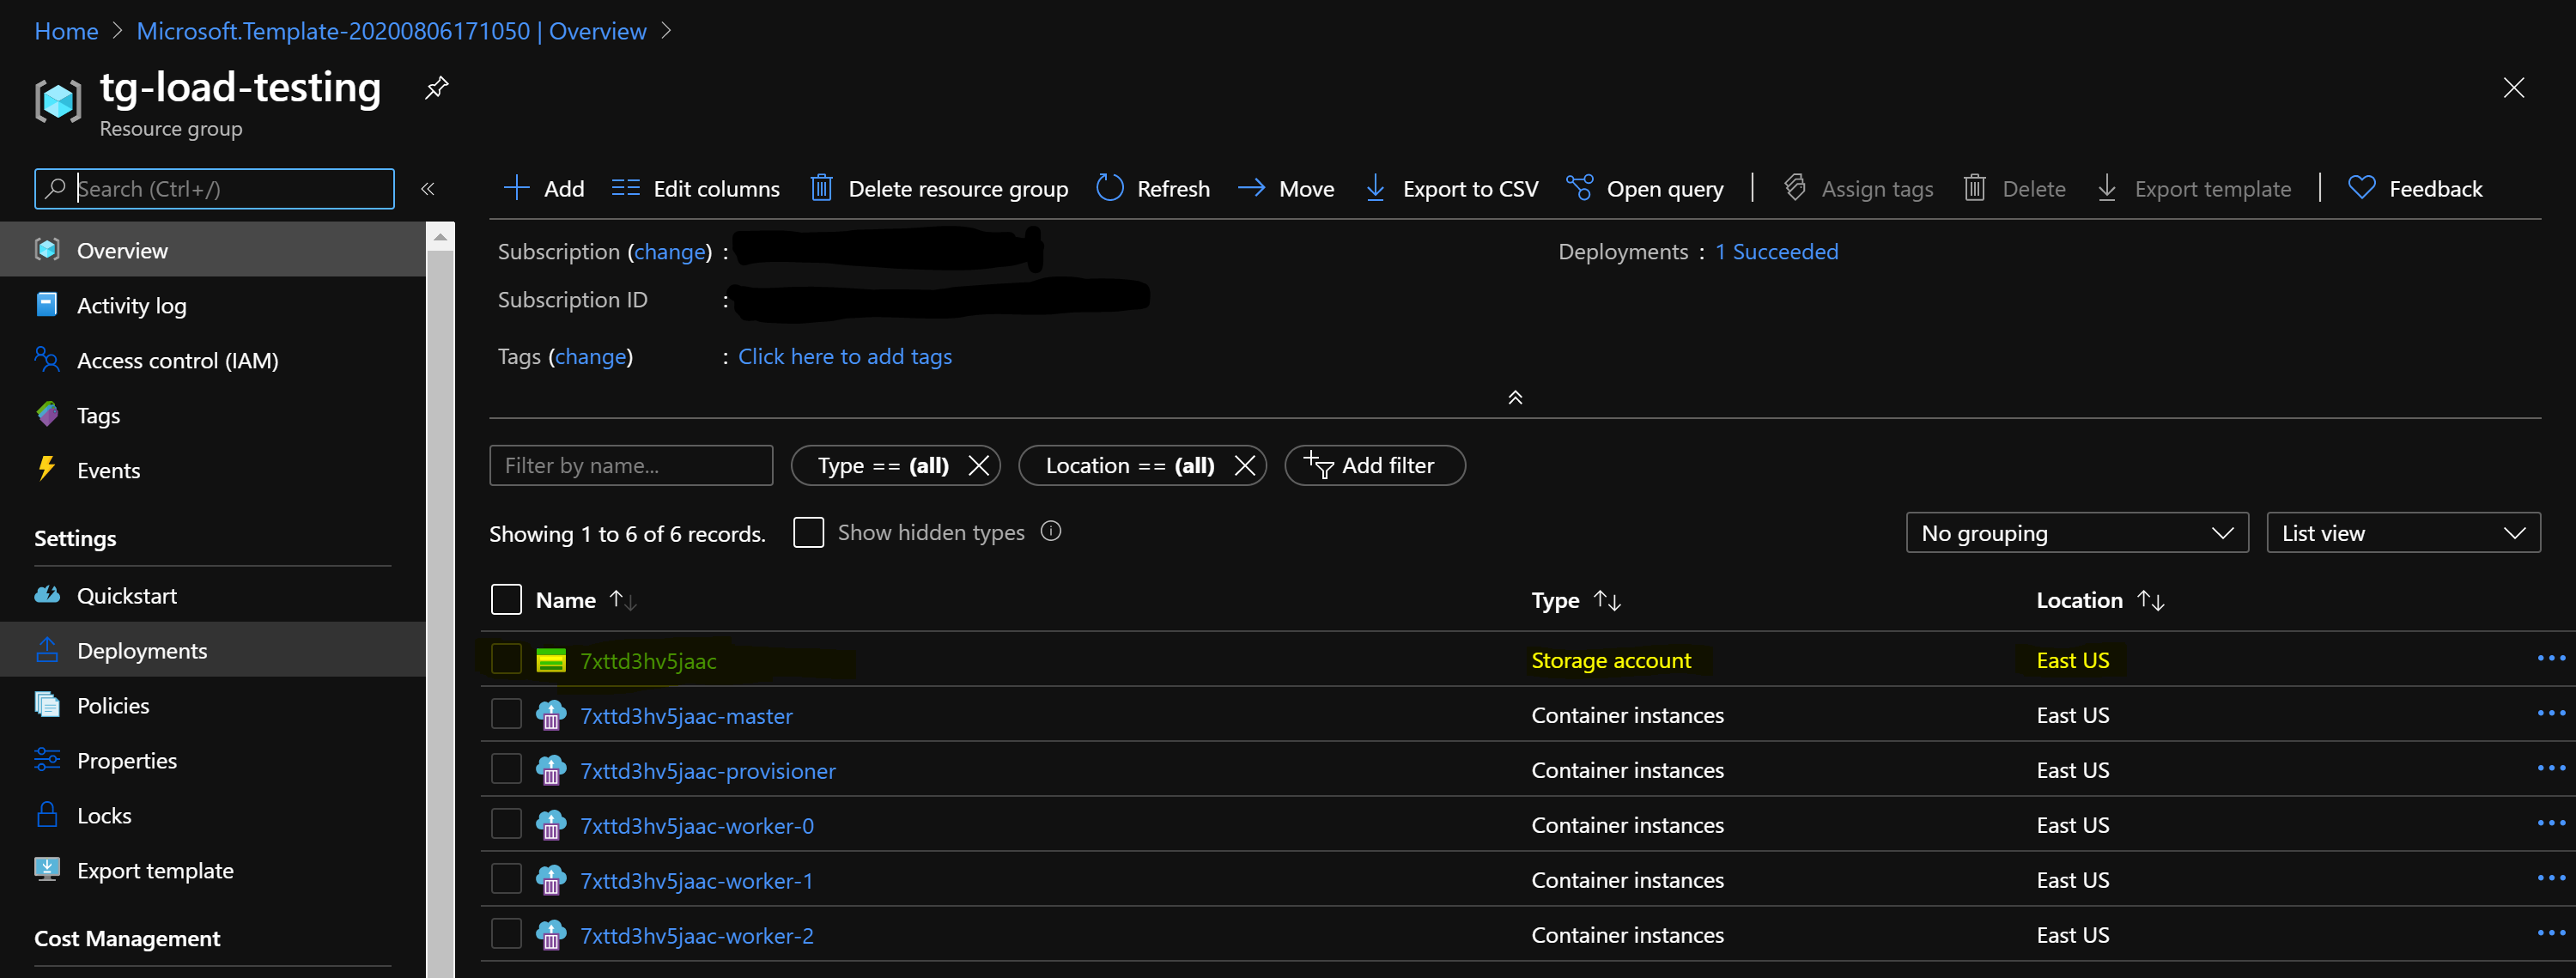 Home > Microsoft.Template-20200806171050 | Overview >
tg-load-testing
Resource group
Search (Ctrl+/)
«
Overview
Activity log
Access control (IAM)
Tags
Events
Settings
Quickstart
Deployments
Policies
Properties
Locks
Export template
Cost Management
Add Edit columns Delete resource group Refresh Move Export to CSV Open query | Assign tags Delete Export template | Feedback
Subscription (change) :
Deployments : 1 Succeeded
Subscription ID :
Tags (change) : Click here to add tags
Filter by name... Type == (all) Location == (all) Add filter
Showing 1 to 6 of 6 records. Show hidden types No grouping List view
Name Type Location
7xttd3hv5jaac Storage account East US ...
7xttd3hv5jaac-master Container instances East US ...
7xttd3hv5jaac-provisioner Container instances East US ...
7xttd3hv5jaac-worker-0 Container instances East US ...
7xttd3hv5jaac-worker-1 Container instances East US ...
7xttd3hv5jaac-worker-2 Container instances East US ...